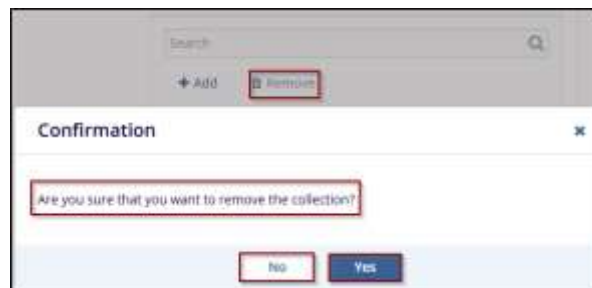 Search
+ Add Remove
Confirmation
Are you sure that you want to remove the collection?
No Yes